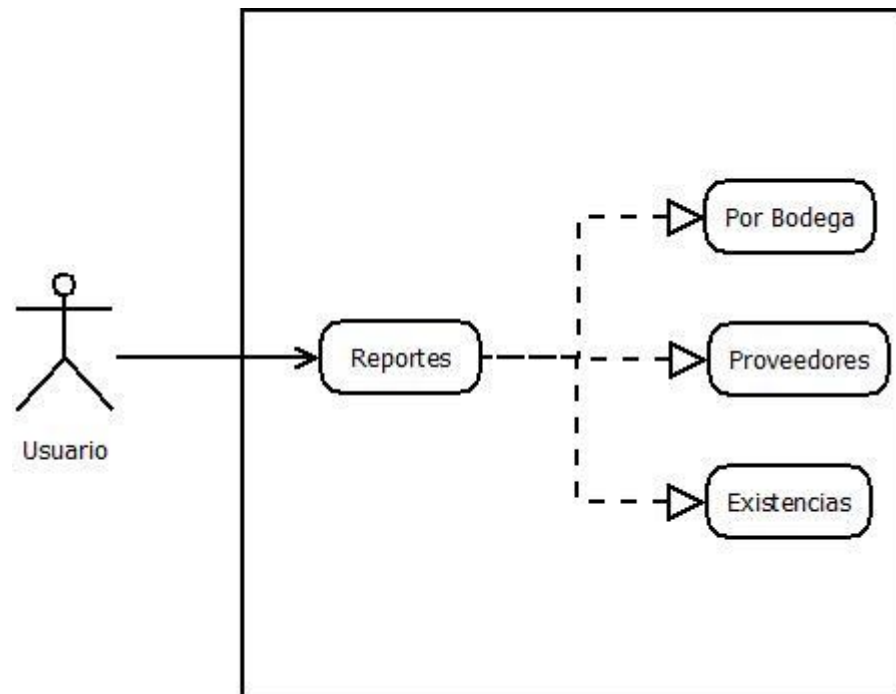 Por Bodega
Reportes
Proveedores
Usuario
Existencias